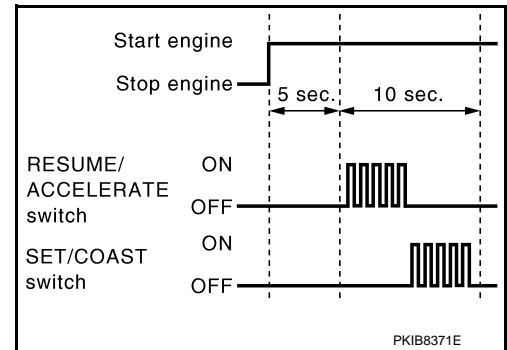 Start engine
Stop engine
5 sec. 10 sec.
RESUME/
ACCELERATE
switch
ON
OFF
SET/COAST
switch
ON
OFF
PKIB8371E